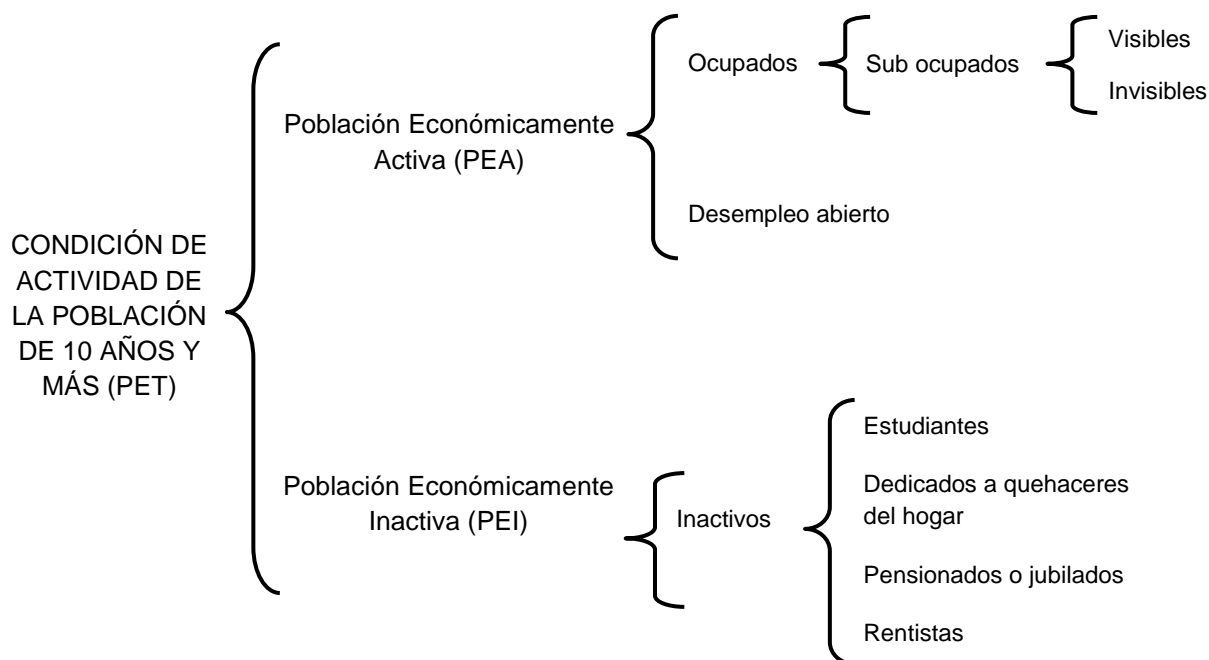 CONDICIÓN DE
ACTIVIDAD DE
LA POBLACIÓN
DE 10 AÑOS Y
MÁS (PET)
Población Económicamente
Activa (PEA)
Ocupados
Sub ocupados
Visibles
Invisibles
Desempleo abierto
Población Económicamente
Inactiva (PEI)
Inactivos
Estudiantes
Dedicados a quehaceres
del hogar
Pensionados o jubilados
Rentistas